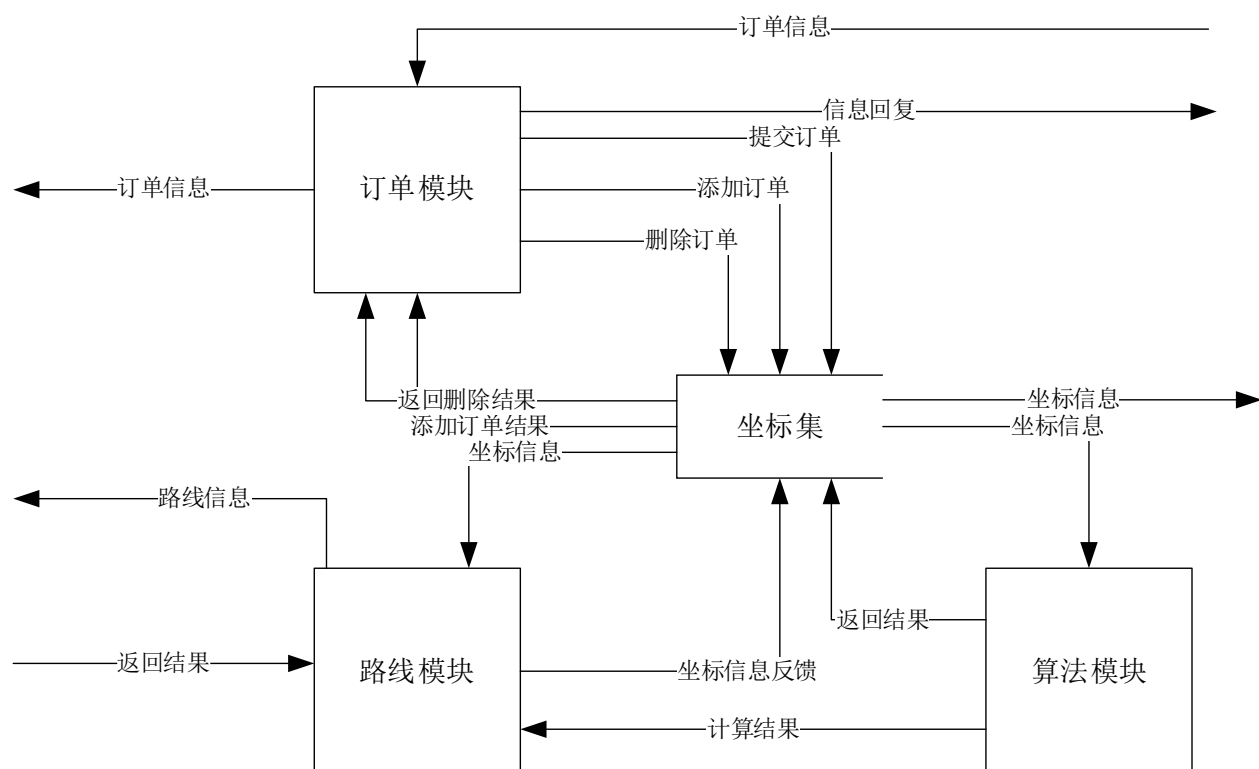 订单信息
信息回复
提交订单
订单模块
订单信息
添加订单
删除订单
返回删除结果
坐标信息
添加订单结果
坐标集
坐标信息
坐标信息
路线信息
返回结果
返回结果
路线模块
坐标信息反馈
算法模块
计算结果